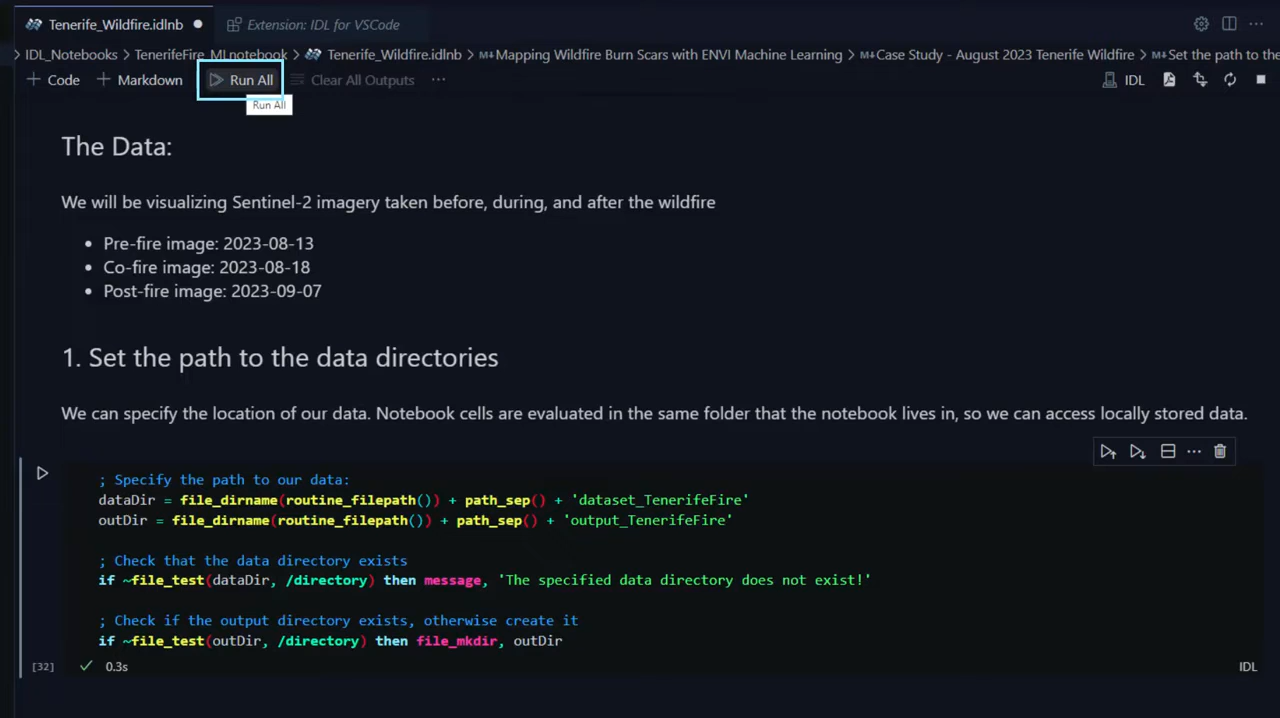 Tenerife_Wildfire.idlnb ● Extension: IDL for VSCode
> IDL_Notebooks > TenerifeFire_MLnotebook > Tenerife_Wildfire.idlnb > Mapping Wildfire Burn Scars with ENVI Machine Learning > Case Study - August 2023 Tenerife Wildfire > Set the path to the
+ Code + Markdown Run All Clear All Outputs ··· IDL
Run All
The Data:
We will be visualizing Sentinel-2 imagery taken before, during, and after the wildfire
• Pre-fire image: 2023-08-13
• Co-fire image: 2023-08-18
• Post-fire image: 2023-09-07
1. Set the path to the data directories
We can specify the location of our data. Notebook cells are evaluated in the same folder that the notebook lives in, so we can access locally stored data.
; Specify the path to our data:
dataDir = file_dirname(routine_filepath()) + path_sep() + 'dataset_TenerifeFire'
outDir = file_dirname(routine_filepath()) + path_sep() + 'output_TenerifeFire'
; Check that the data directory exists
if ~file_test(dataDir, /directory) then message, 'The specified data directory does not exist!'
; Check if the output directory exists, otherwise create it
if ~file_test(outDir, /directory) then file_mkdir, outDir
[32] ✓ 0.3s IDL